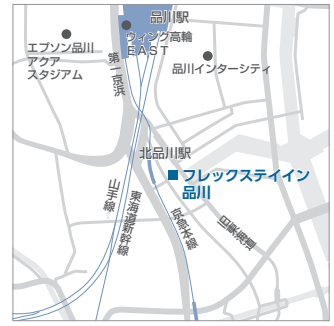 品川駅
ウィング高輪
EAST
エプソン品川
アクア
スタジアム
第一京浜
品川インターシティ
北品川駅
フレックステイイン
品川
山手線
東海道新幹線
京急本線
旧東海道